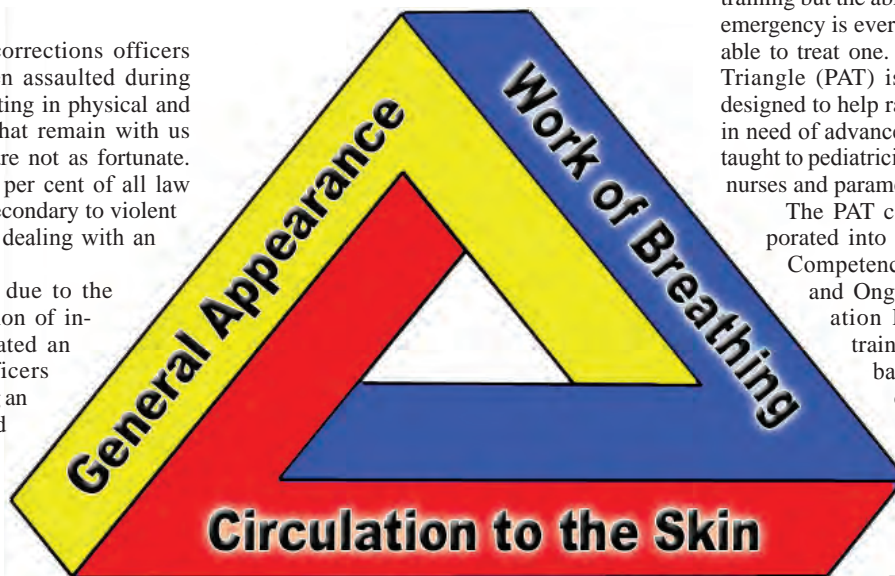 corrections officers
n assaulted during
ting in physical and
hat remain with us
re not as fortunate.
per cent of all law
econdary to violent
dealing with an
due to the
ion of in-
ated an
ficers
an
General Appearance
Work of Breathing
Circulation to the Skin
training but the abi
emergency is ever
able to treat one.
Triangle (PAT) is
designed to help ra
in need of advance
taught to pediatrici
nurses and parame
The PAT c
porated into
Competenc
and Ongo
ation
train
ba